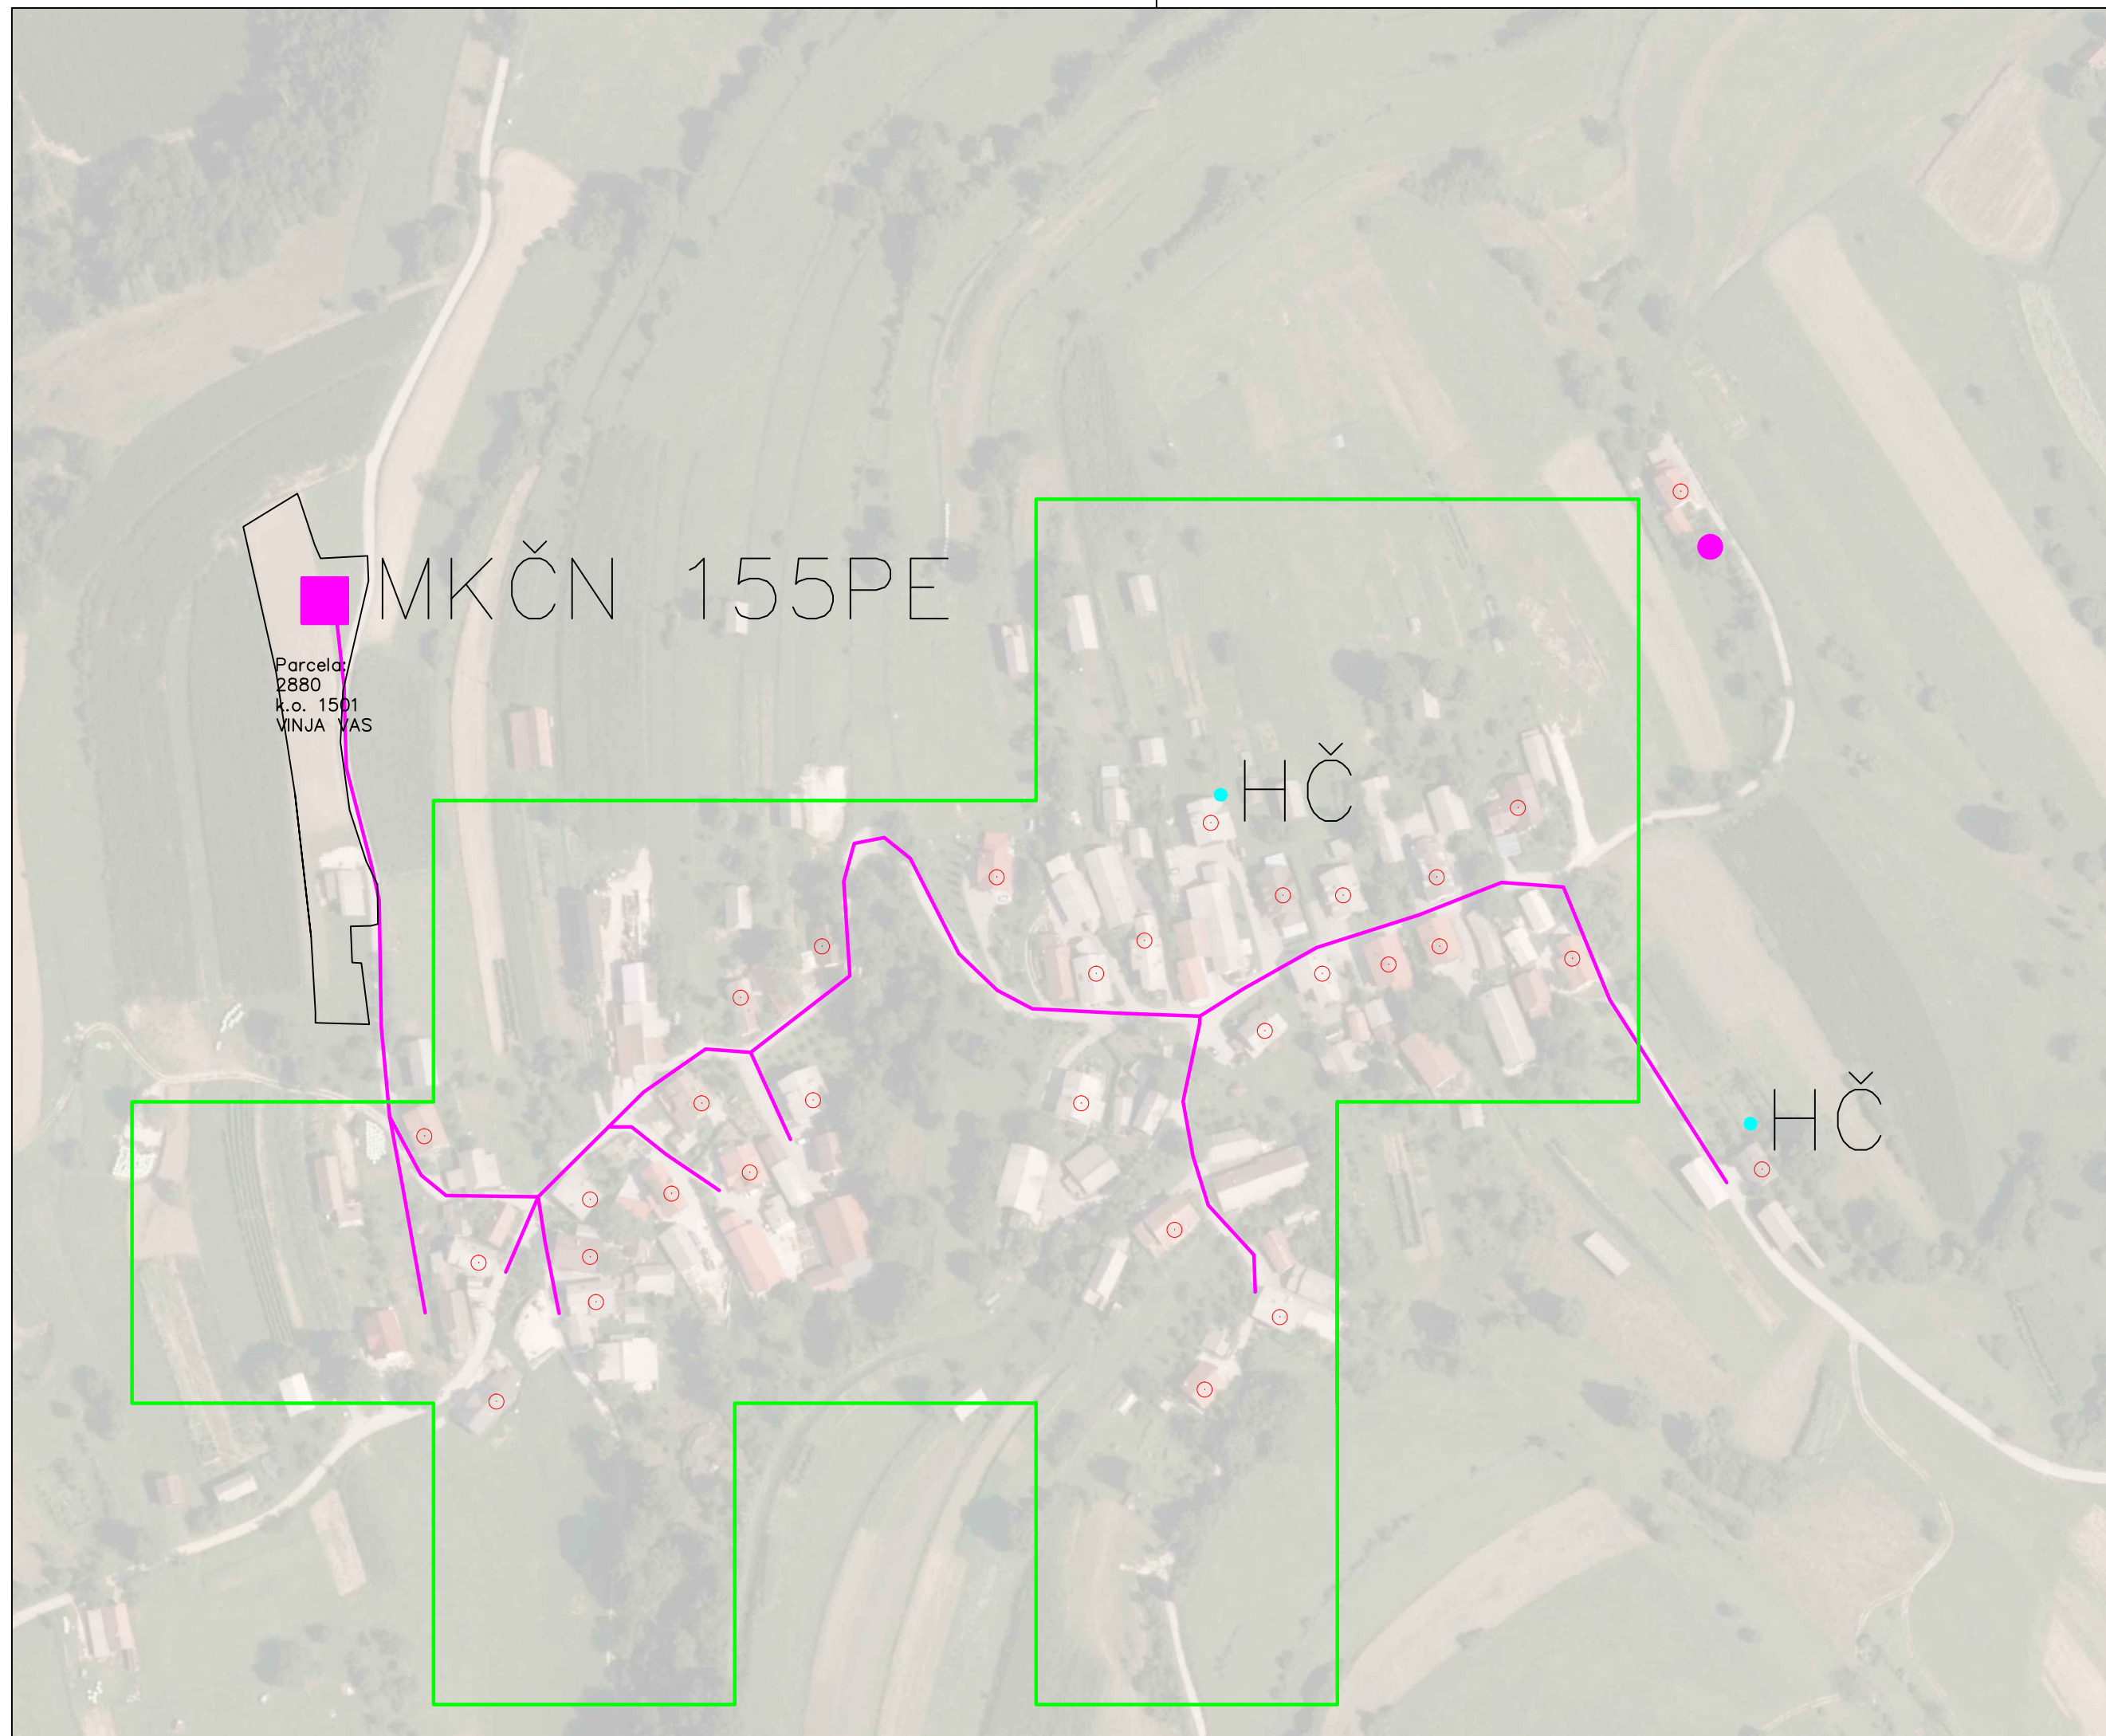 MKČN 155PE
Parcela:
2880
k.o. 1501
VINJA VAS
HČ
HČ